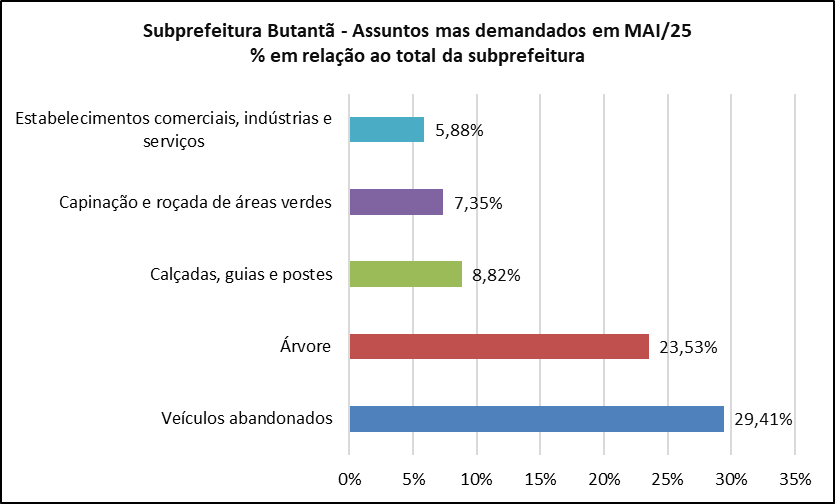 Subprefeitura Butantã - Assuntos mas demandados em MAI/25
% em relação ao total da subprefeitura
Estabelecimentos comerciais, indústrias e
serviços
5,88%
Capinação e roçada de áreas verdes
7,35%
Calçadas, guias e postes
8,82%
Árvore
23,53%
Veículos abandonados
29,41%
0% 5% 10% 15% 20% 25% 30% 35%